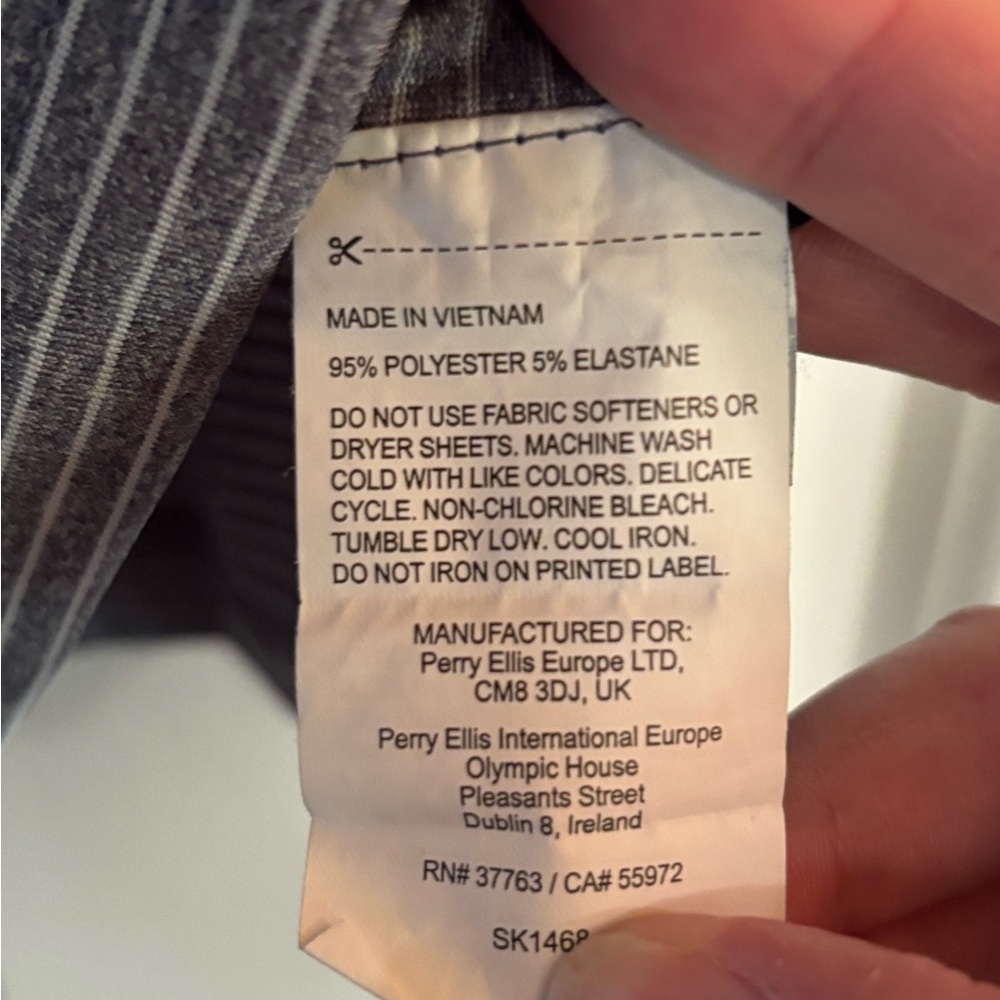 MADE IN VIETNAM
95% POLYESTER 5% ELASTANE
DO NOT USE FABRIC SOFTENERS OR
DRYER SHEETS. MACHINE WASH
COLD WITH LIKE COLORS. DELICATE
CYCLE. NON-CHLORINE BLEACH.
TUMBLE DRY LOW. COOL IRON.
DO NOT IRON ON PRINTED LABEL.
MANUFACTURED FOR:
Perry Ellis Europe LTD,
CM8 3DJ, UK
Perry Ellis International Europe
Olympic House
Pleasants Street
Dublin 8, Ireland
RN# 37763 / CA# 55972